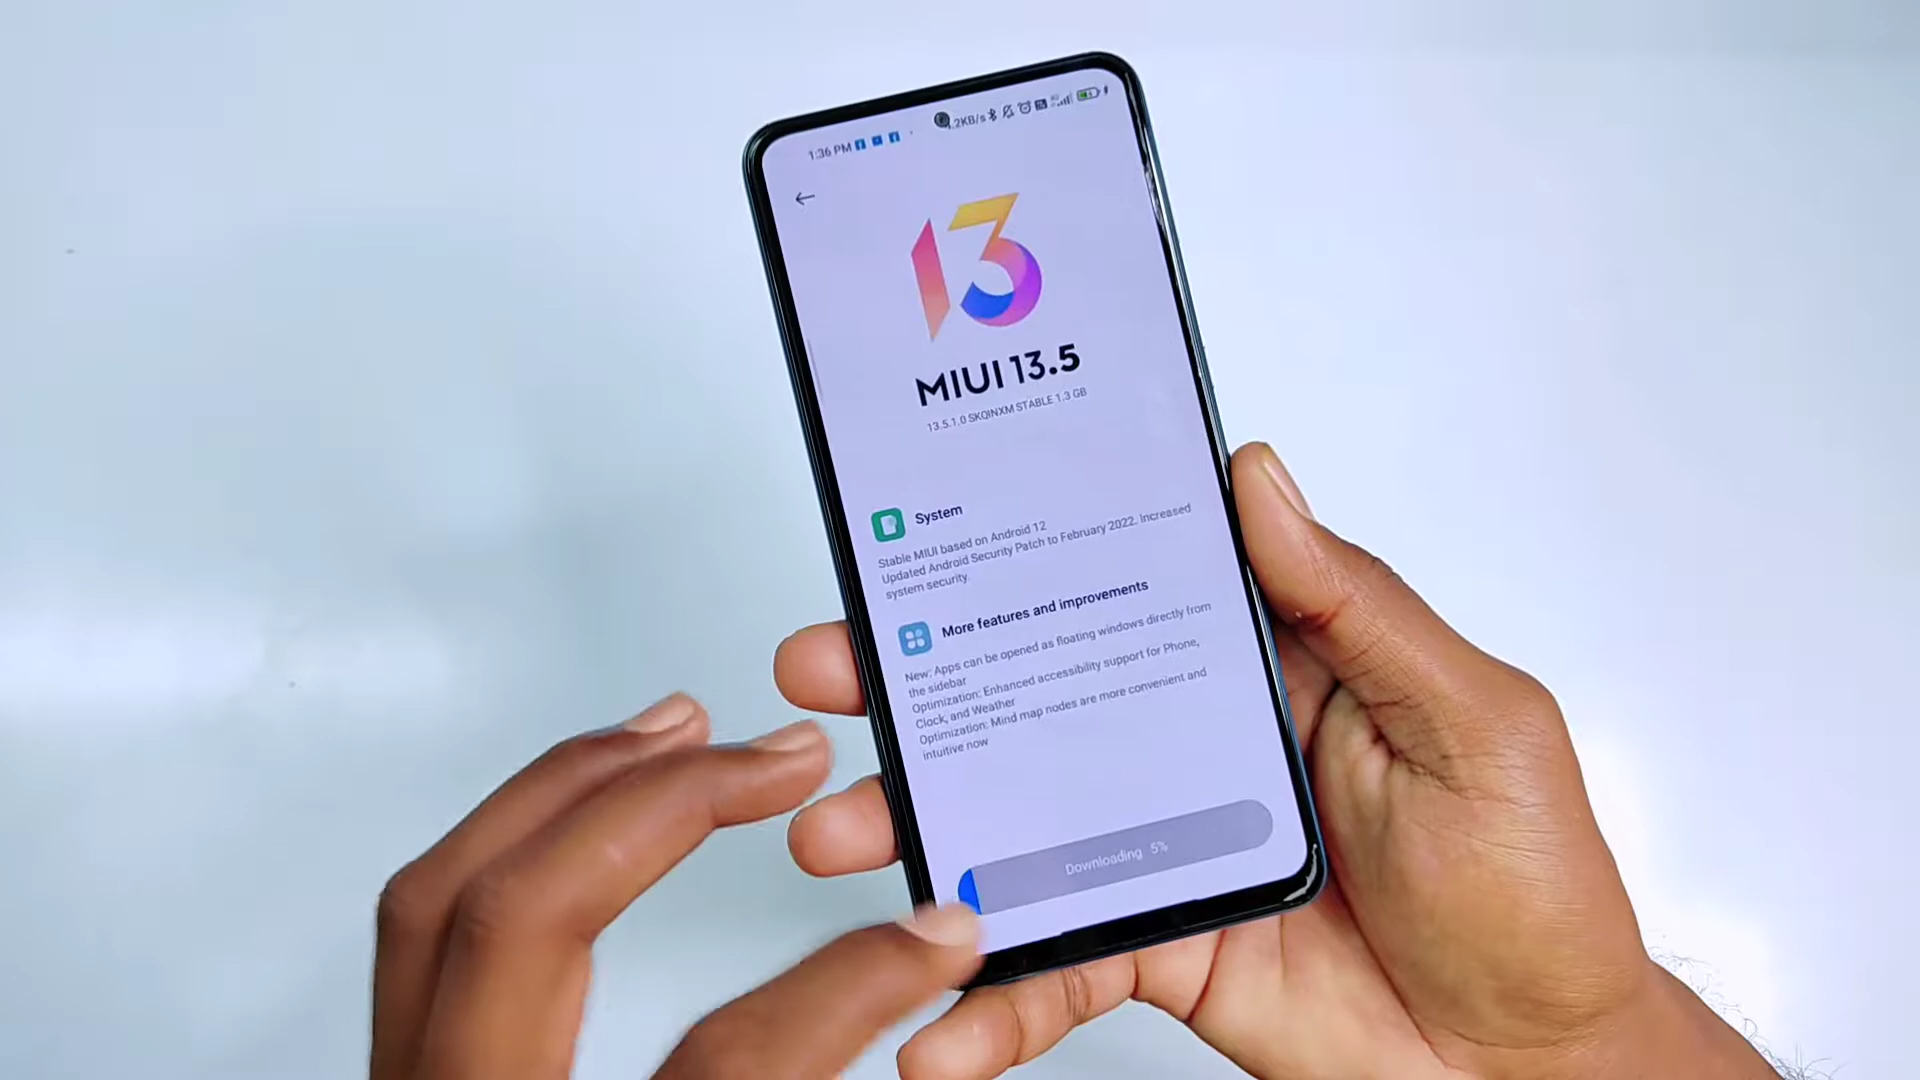 1:36 PM
.2KB/s
13
MIUI 13.5
13.5.1.0 SKQINXM STABLE 1.3 GB
System
Stable MIUI based on Android 12
Updated Android Security Patch to February 2022. Increased
system security.
More features and improvements
New: Apps can be opened as floating windows directly from
the sidebar
Optimization: Enhanced accessibility support for Phone,
Clock, and Weather
Optimization: Mind map nodes are more convenient and
intuitive now
Downloading 5%